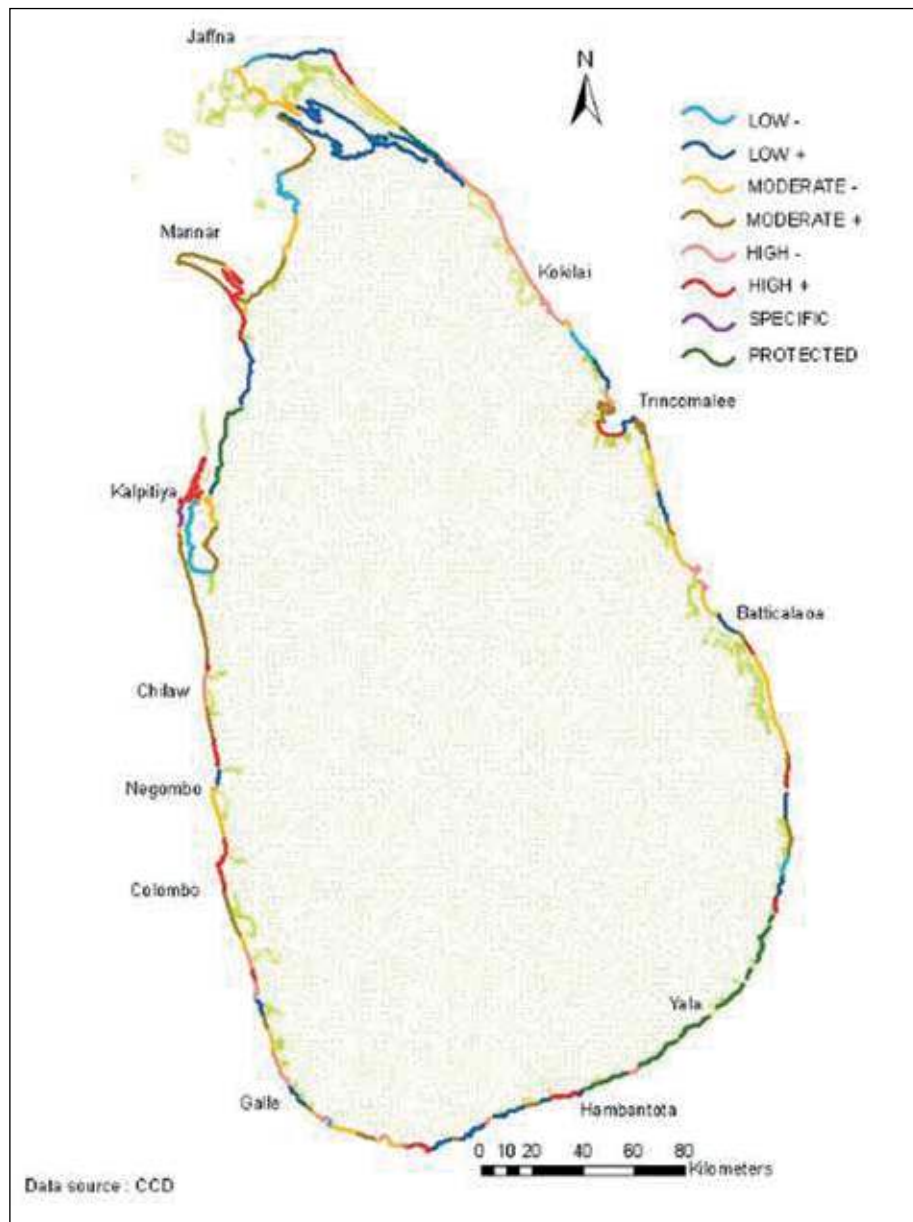 Jaffna
N
LOW -
LOW +
MODERATE -
Mannar
MODERATE +
HIGH -
Kokilai
HIGH +
SPECIFIC
PROTECTED
Trincomalee
Kalpitiya
Batticalaoa
Chilaw
Negombo
Colombo
Yala
Galle
Hambantota
0 10 20 40 60 80
Kilometers
Data source : CCD